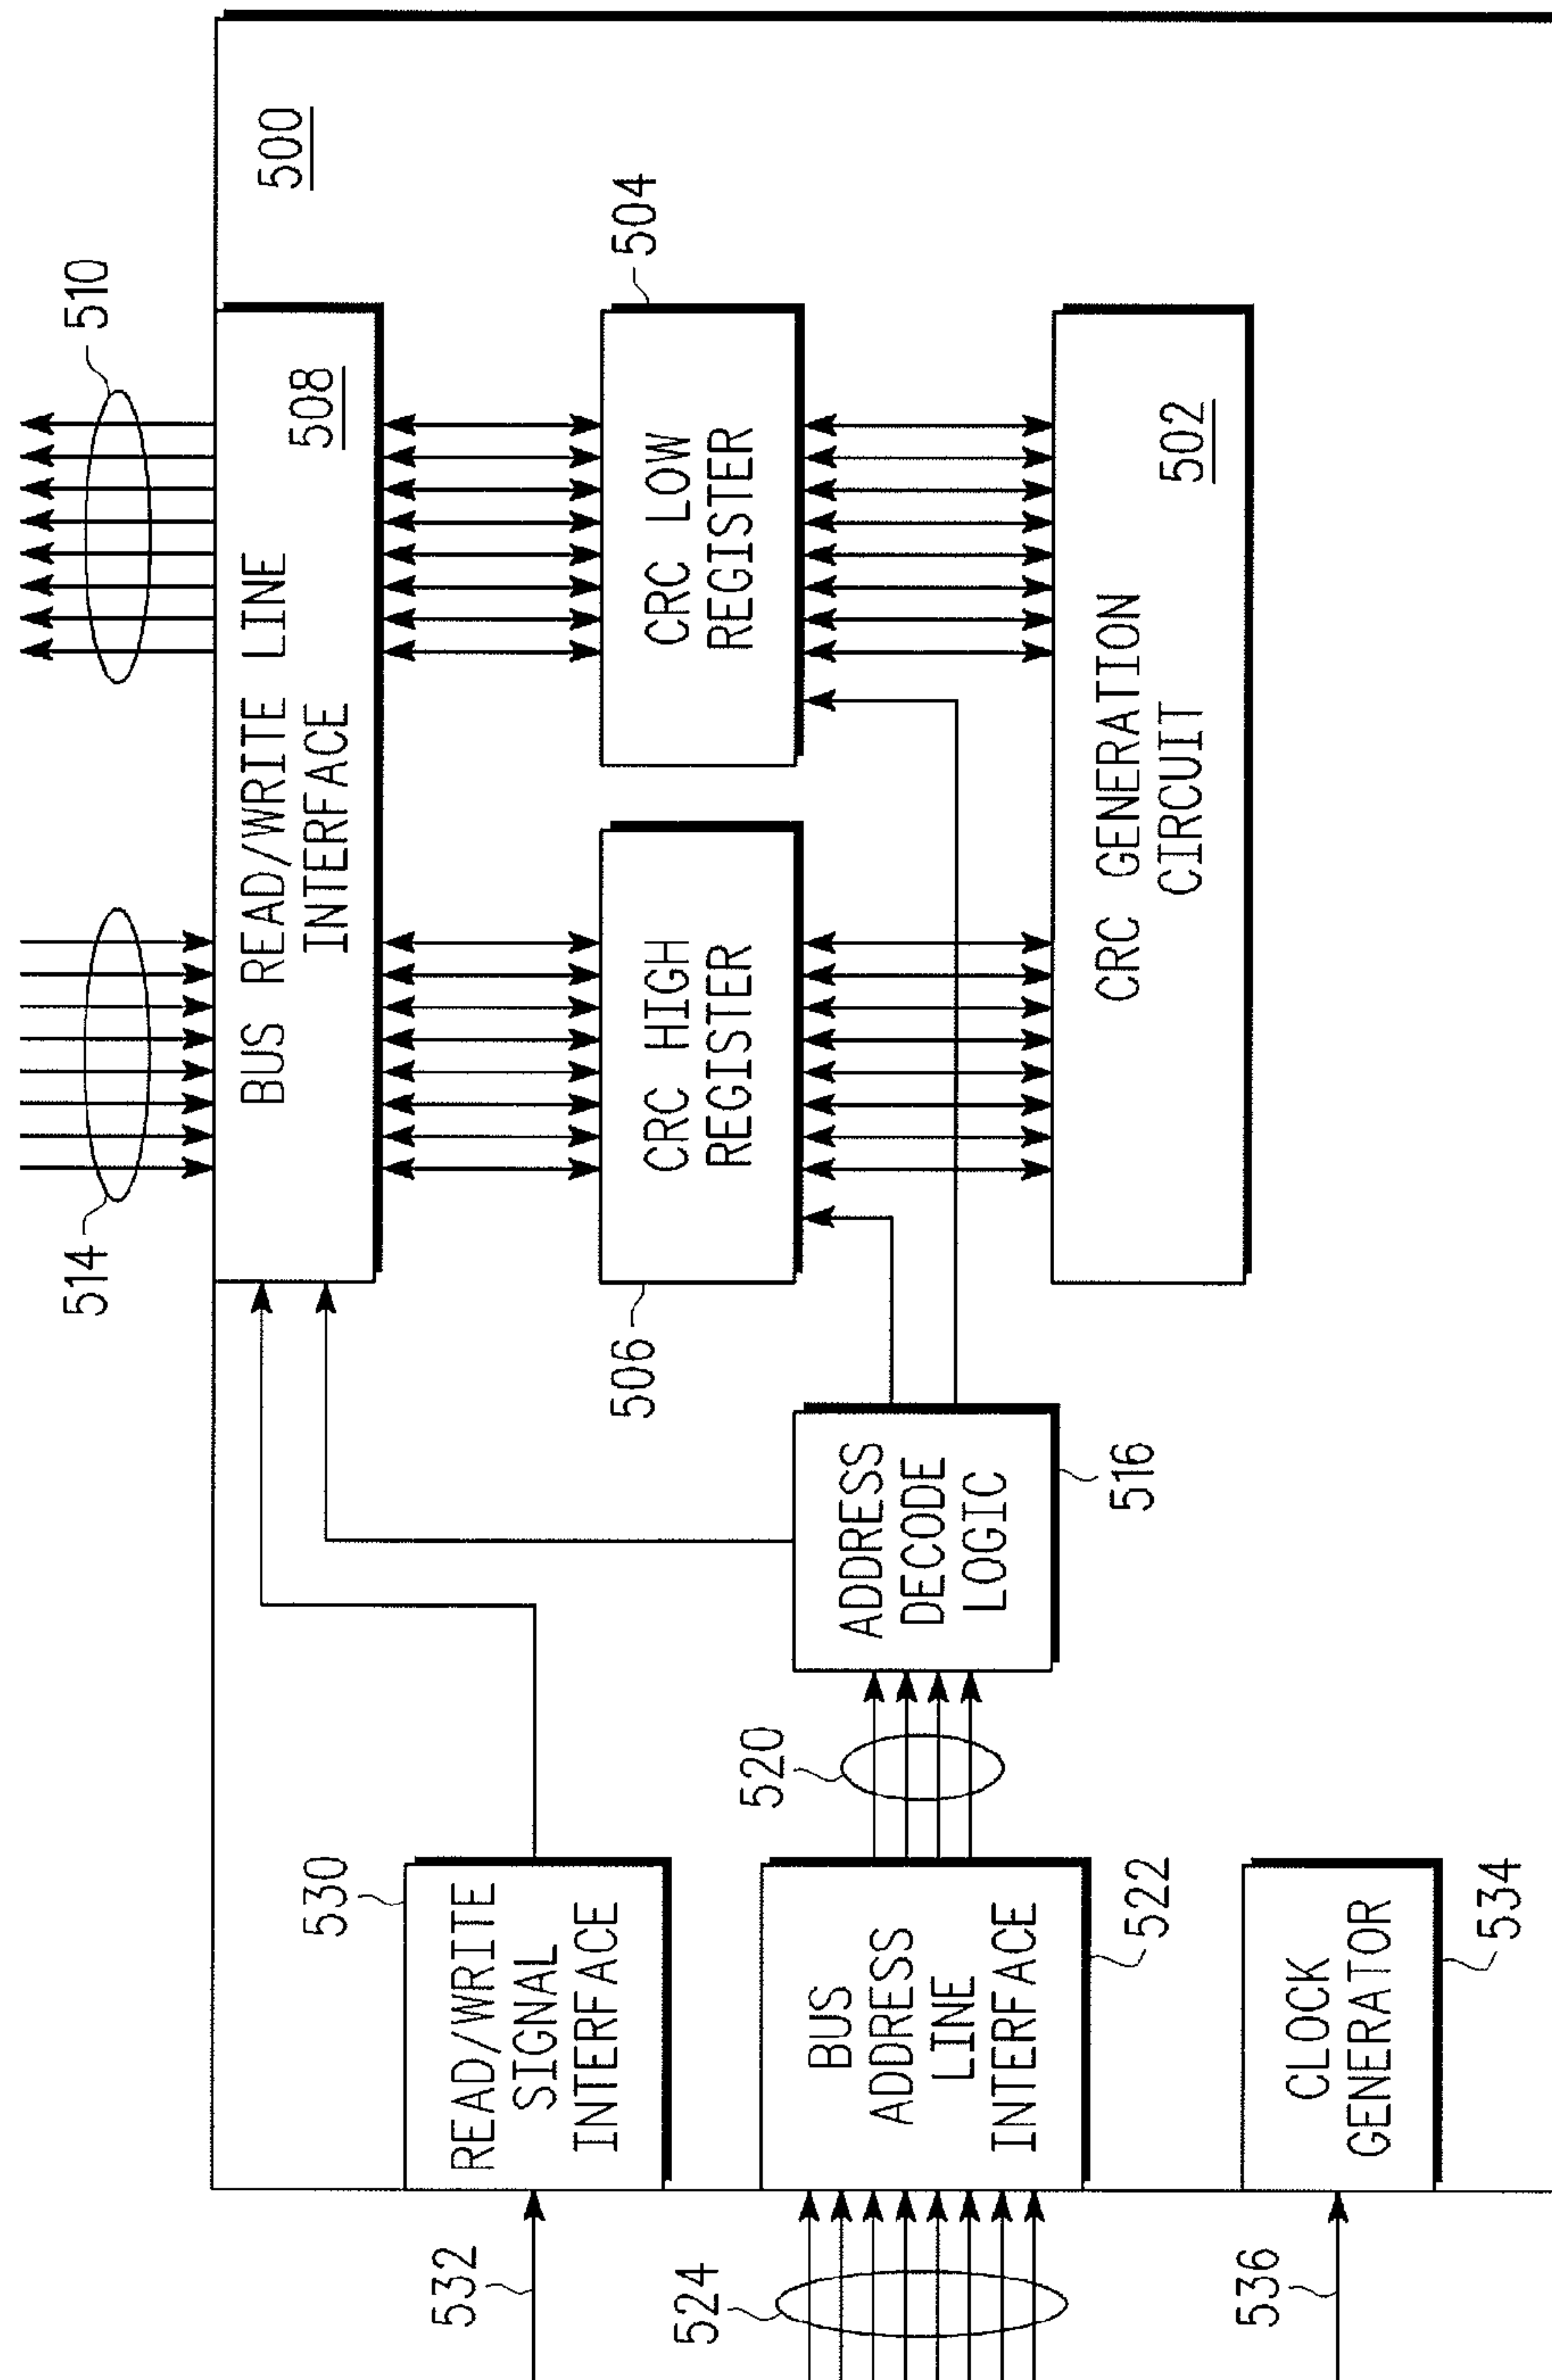 514
510
500
BUS READ/WRITE LINE
INTERFACE
508
506
CRC HIGH
REGISTER
504
CRC LOW
REGISTER
530
READ/WRITE
SIGNAL
INTERFACE
532
520
ADDRESS
DECODE
LOGIC
516
524
BUS
ADDRESS
LINE
INTERFACE
522
CRC GENERATION
CIRCUIT
502
536
CLOCK
GENERATOR
534